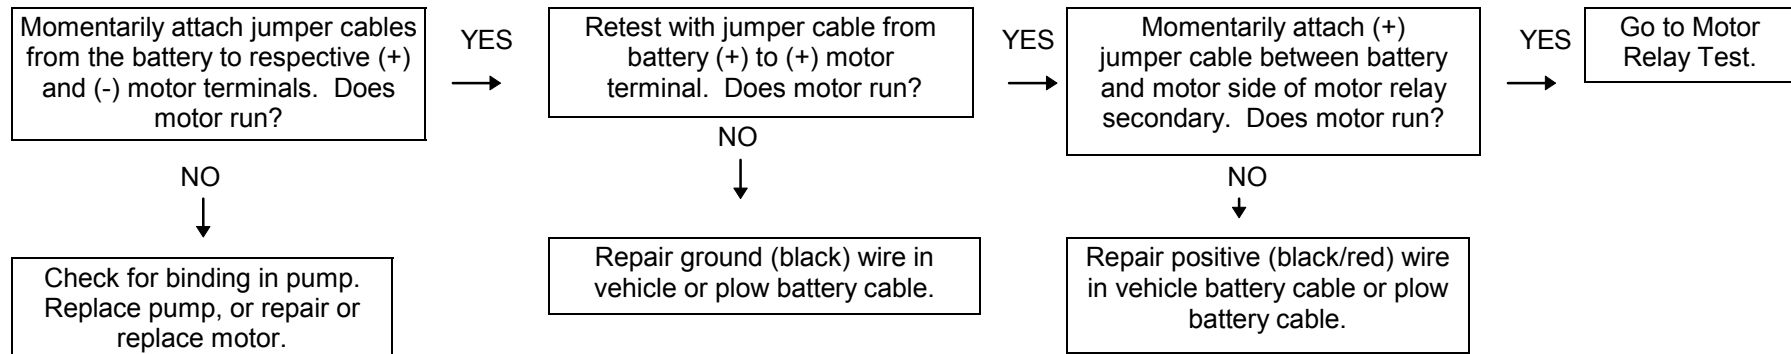 Momentarily attach jumper cables
from the battery to respective (+)
and (-) motor terminals.  Does
motor run?
YES
Retest with jumper cable from
battery (+) to (+) motor
terminal.  Does motor run?
YES
Momentarily attach (+)
jumper cable between battery
and motor side of motor relay
secondary.  Does motor run?
YES
Go to Motor
Relay Test.
NO
NO
NO
Check for binding in pump.
Replace pump, or repair or
replace motor.
Repair ground (black) wire in
vehicle or plow battery cable.
Repair positive (black/red) wire
in vehicle battery cable or plow
battery cable.